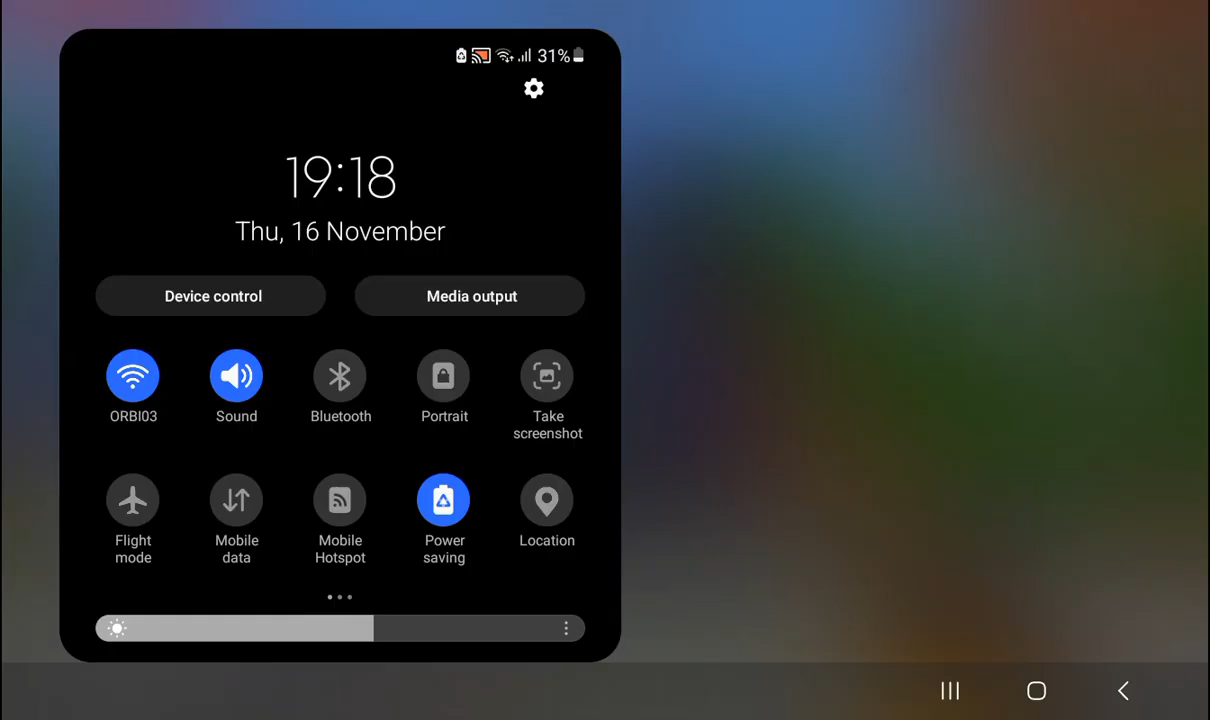 31%
19:18
Thu, 16 November
Device control Media output
ORBI03 Sound Bluetooth Portrait Take
screenshot
Flight Mobile Mobile Power Location
mode data Hotspot saving